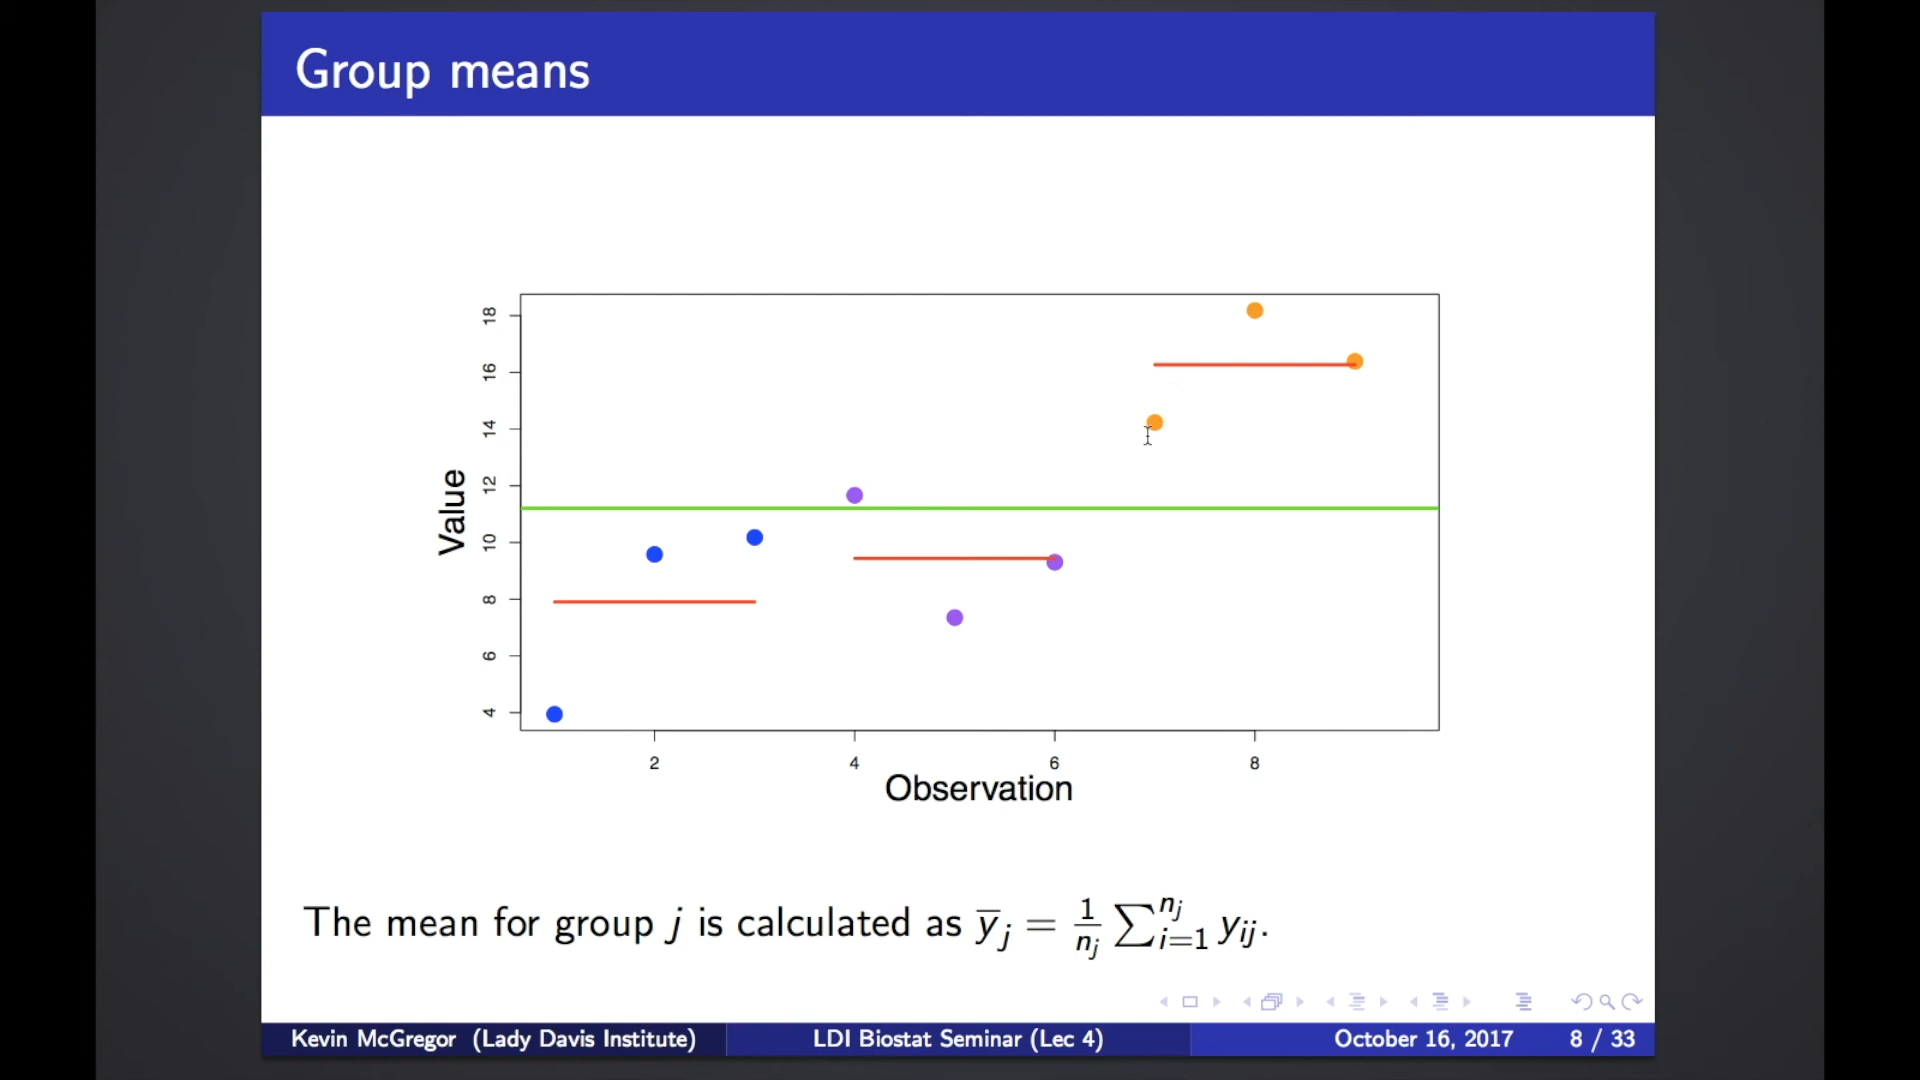 Group means
18
16
14
12
10
8
6
4
Value
2 4 6 8
Observation
The mean for group j is calculated as ȳ_j = 1/n_j ∑_{i=1}^{n_j} y_{ij}.
Kevin McGregor (Lady Davis Institute) LDI Biostat Seminar (Lec 4) October 16, 2017 8 / 33